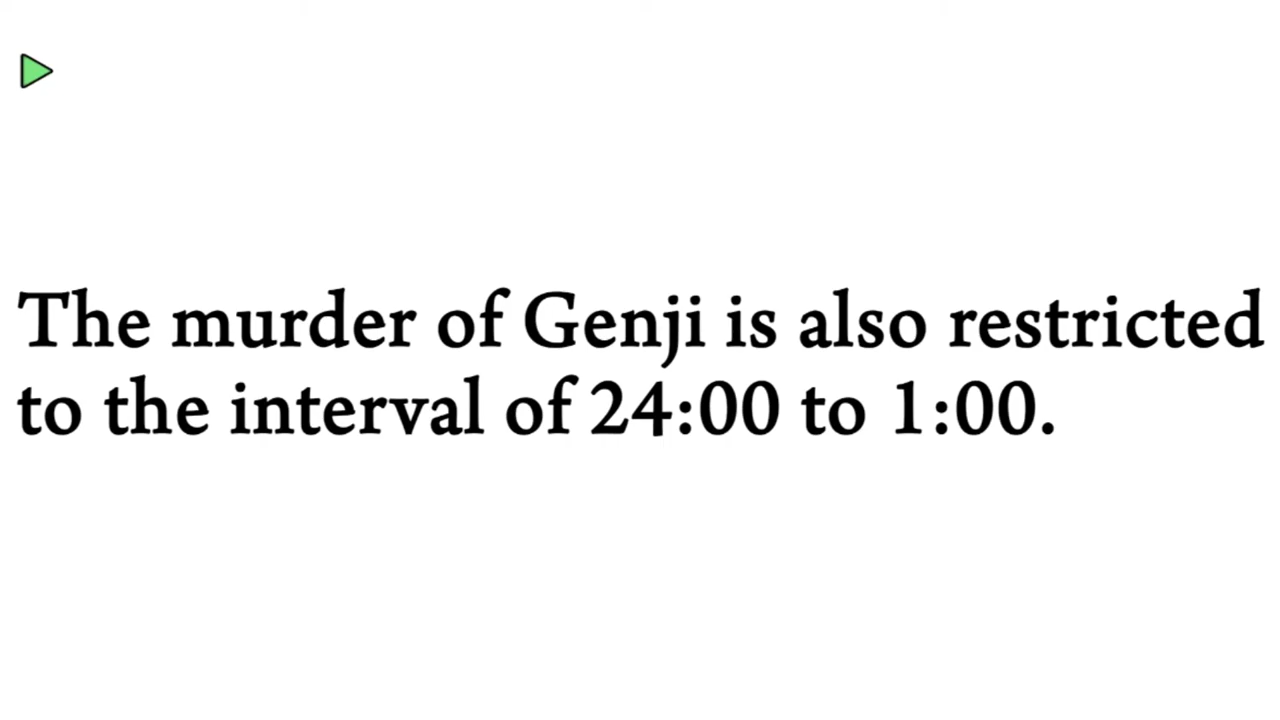 The murder of Genji is also restricted
to the interval of 24:00 to 1:00.